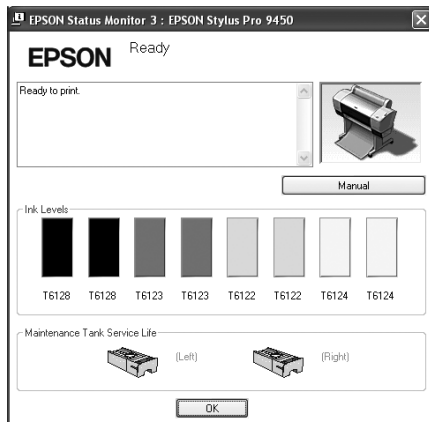 EPSON Status Monitor 3 : EPSON Stylus Pro 9450
EPSON
Ready
Ready to print.
Manual
Ink Levels
T6128 T6128 T6123 T6123 T6122 T6122 T6124 T6124
Maintenance Tank Service Life
(Left) (Right)
OK